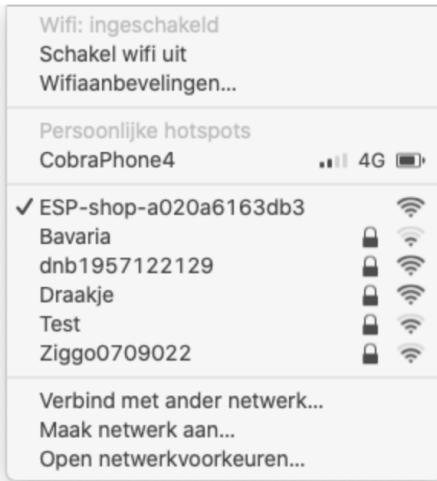 Wifi: ingeschakeld
Schakel wifi uit
Wifiaanbevelingen...
Persoonlijke hotspots
CobraPhone4 4G
✓ ESP-shop-a020a6163db3
Bavaria
dnb1957122129
Draakje
Test
Ziggo0709022
Verbind met ander netwerk...
Maak netwerk aan...
Open netwerkvoorkeuren...